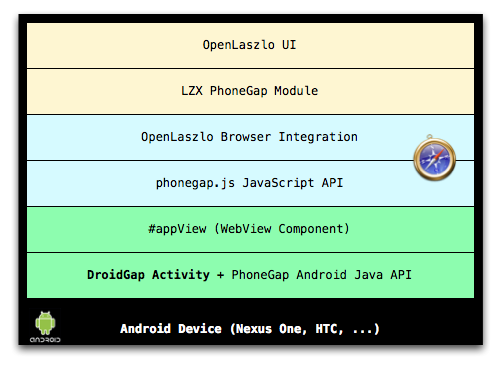 OpenLaszlo UI
LZX PhoneGap Module
OpenLaszlo Browser Integration
phonegap.js JavaScript API
#appView (WebView Component)
DroidGap Activity + PhoneGap Android Java API
Android Device (Nexus One, HTC, ...)
ANDROID